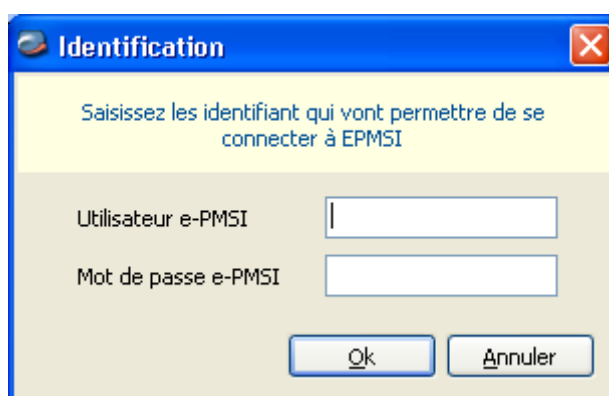 Identification
Saisissez les identifiant qui vont permettre de se
connecter à EPMSI
Utilisateur e-PMSI
Mot de passe e-PMSI
Ok Annuler